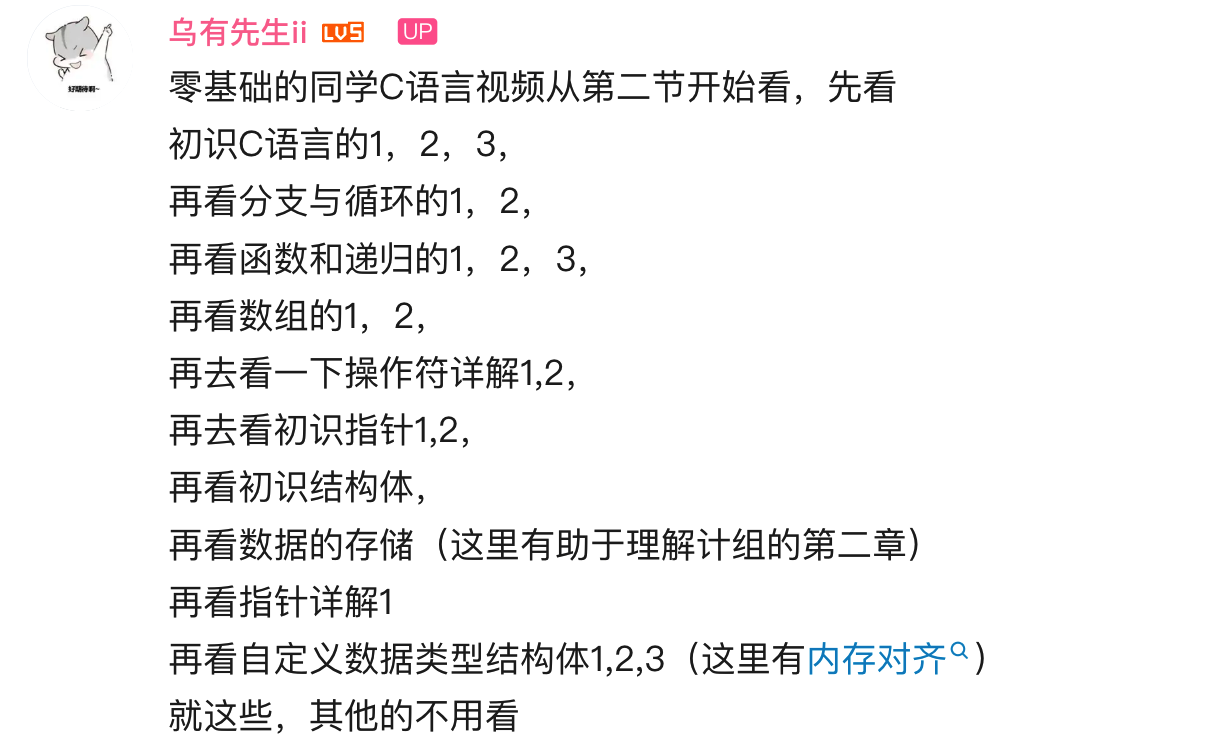 乌有先生ii LV5 UP
好期待啊~
零基础的同学C语言视频从第二节开始看，先看
初识C语言的1，2，3，
再看分支与循环的1，2，
再看函数和递归的1，2，3，
再看数组的1，2，
再去看一下操作符详解1,2，
再去看初识指针1,2，
再看初识结构体，
再看数据的存储（这里有助于理解计组的第二章）
再看指针详解1
再看自定义数据类型结构体1,2,3（这里有内存对齐）
就这些，其他的不用看